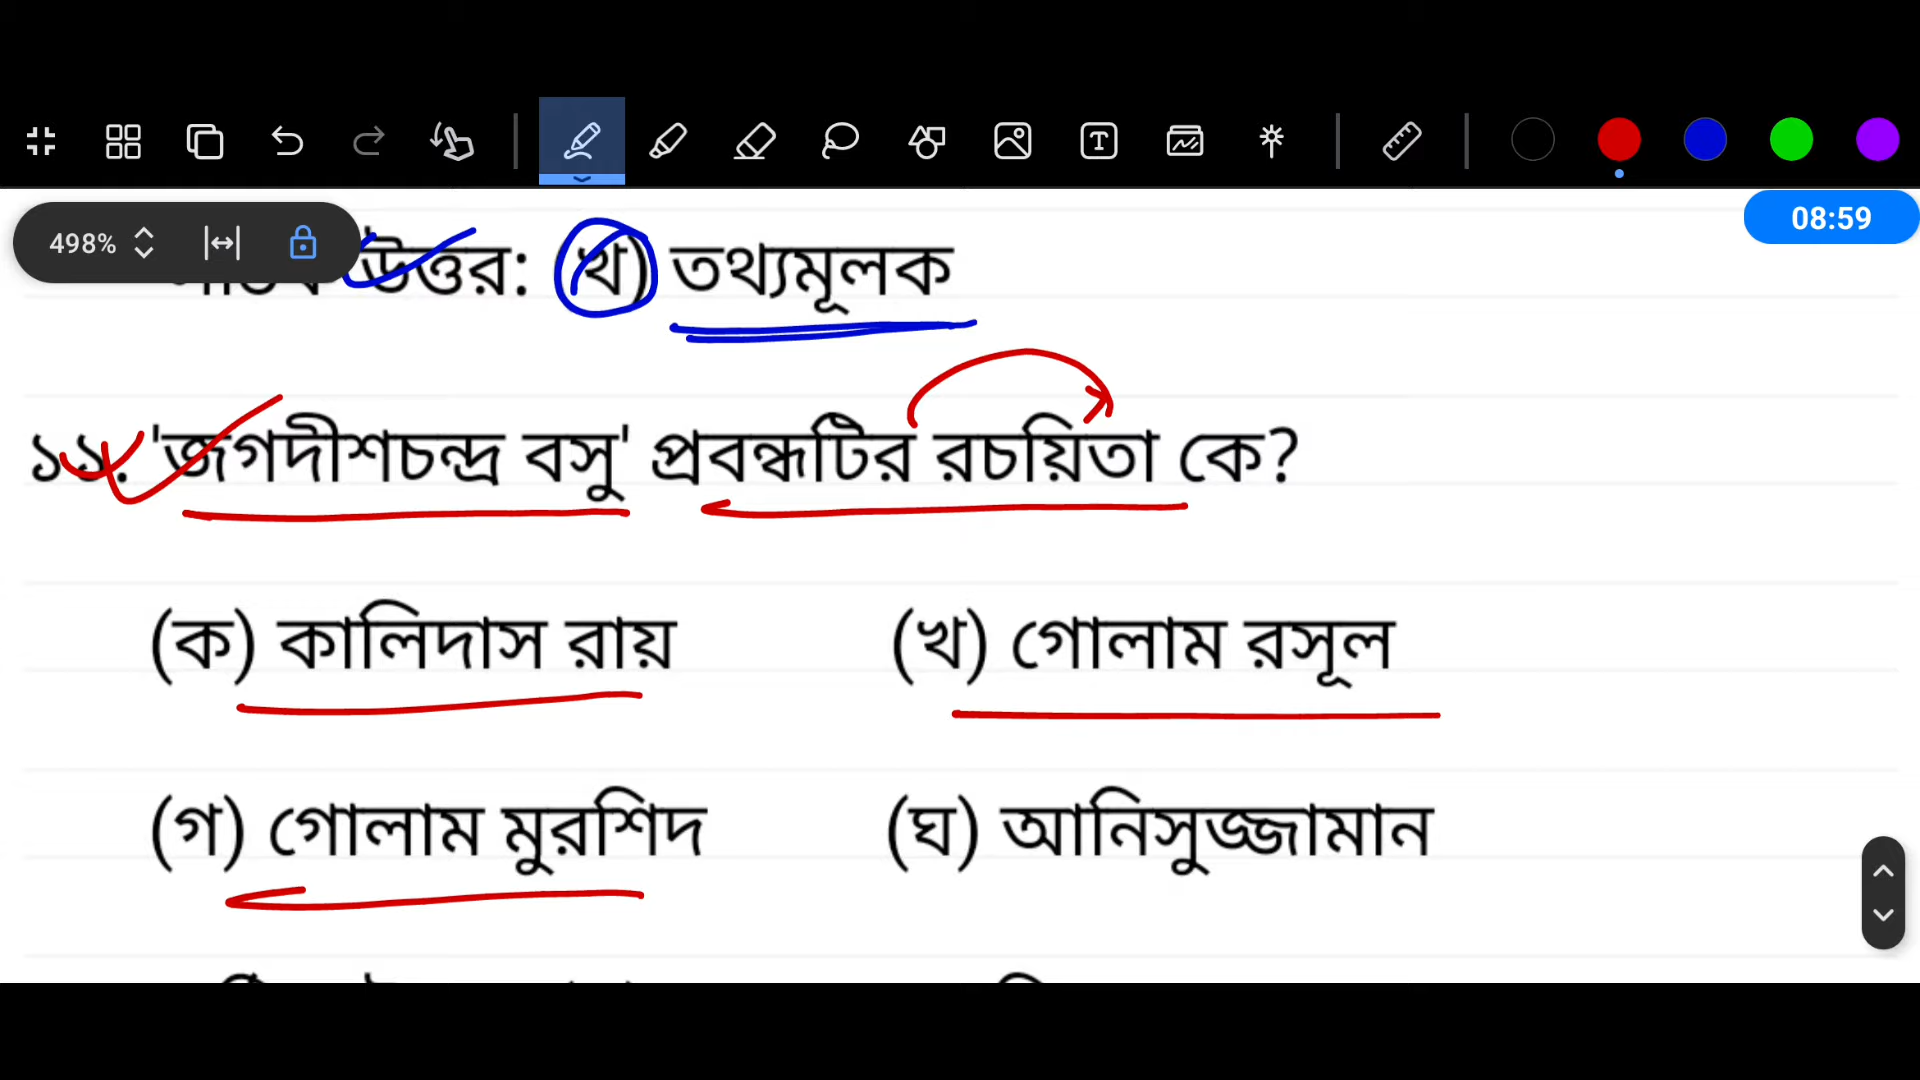 498%
08:59
উত্তর: (খ) তথ্যমূলক
১১. 'জগদীশচন্দ্র বসু' প্রবন্ধটির রচয়িতা কে?
(ক) কালিদাস রায় (খ) গোলাম রসূল
(গ) গোলাম মুরশিদ (ঘ) আনিসুজ্জামান